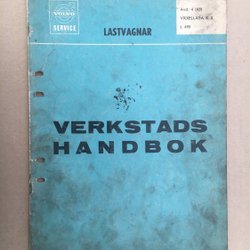 VOLVO
SERVICE
LASTVAGNAR
VERKSTADS
HANDBOK